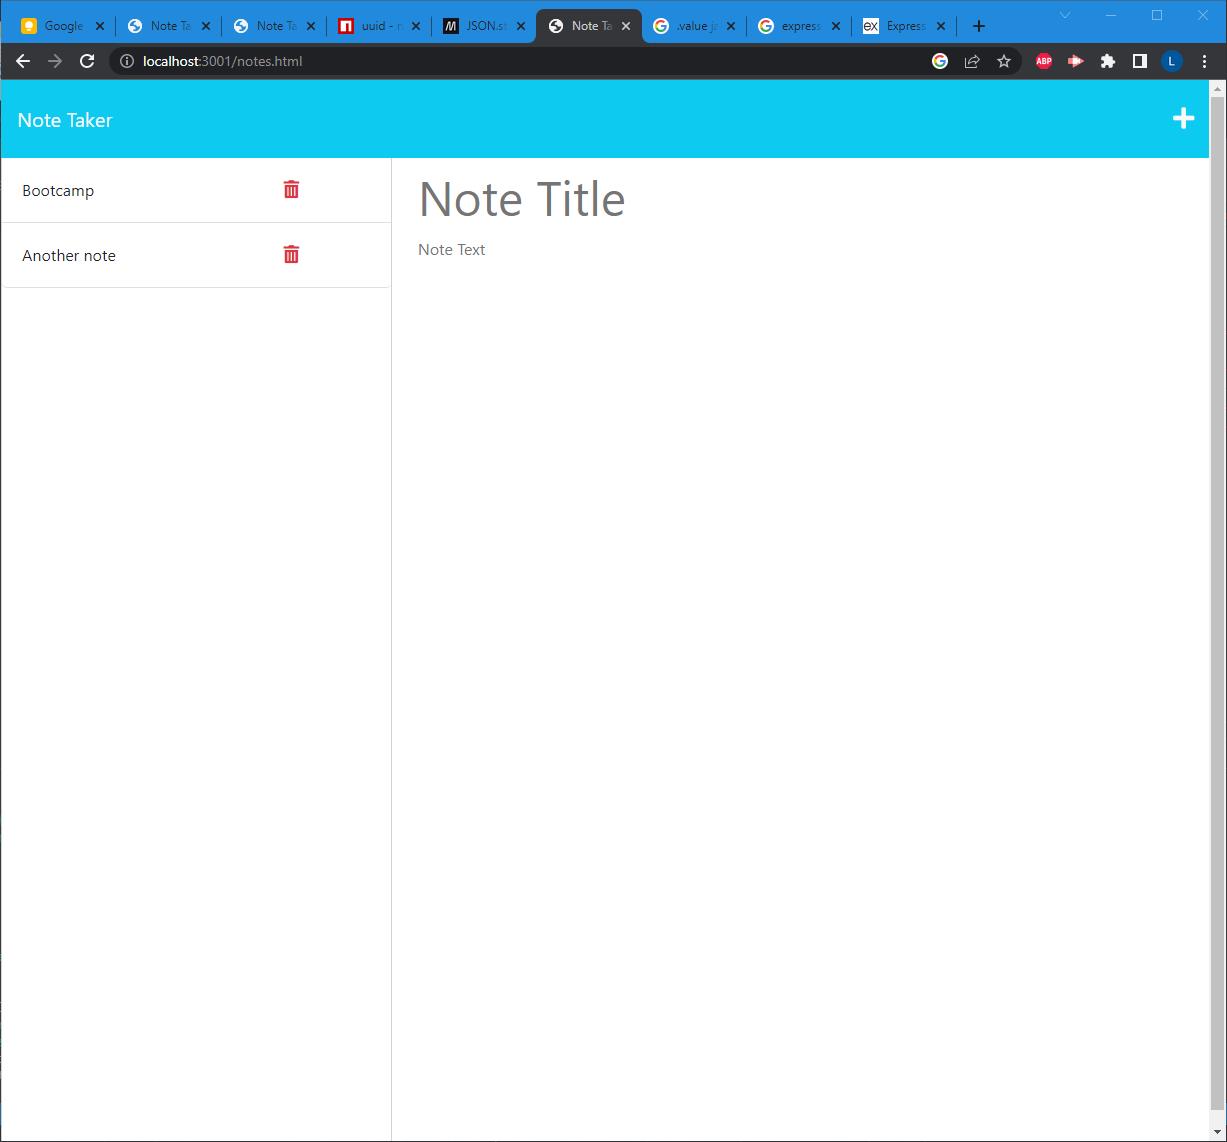 Google
Note Ta
Note Ta
uuid - n
JSON.st
Note Ta
.value ja
express
Express
localhost:3001/notes.html
ABP
L
Note Taker
Bootcamp
Another note
Note Title
Note Text